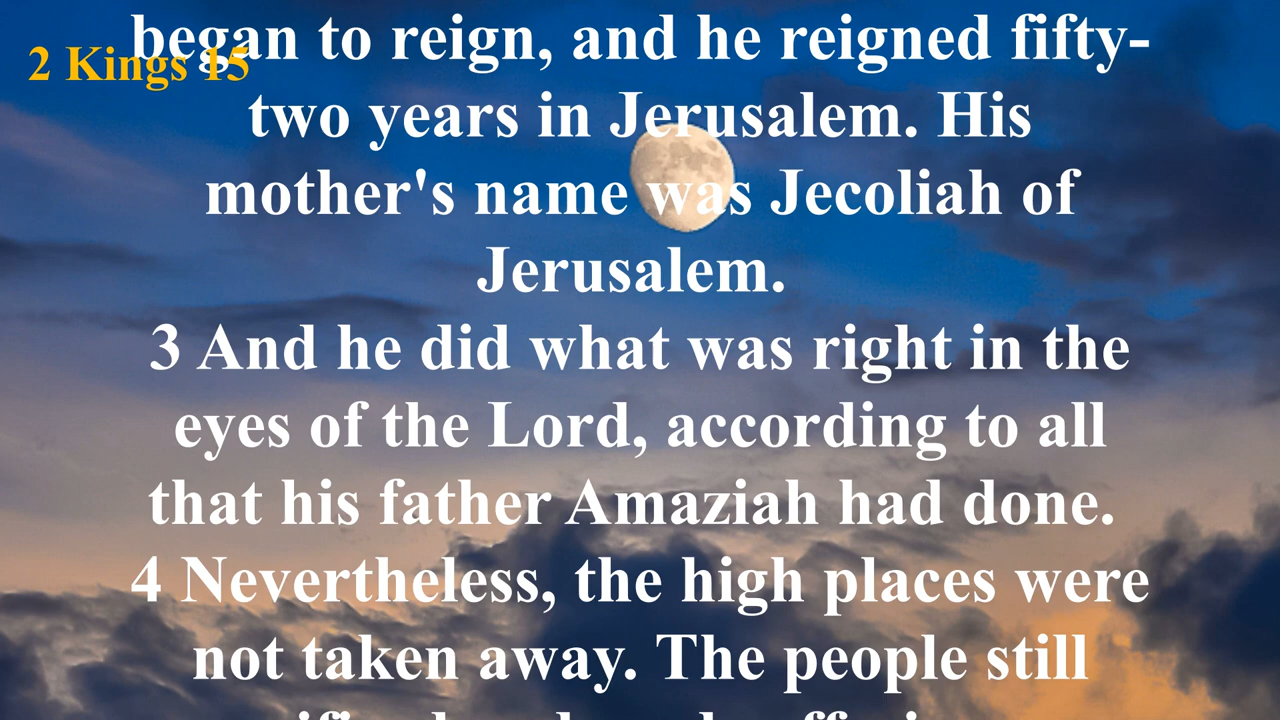 began to reign, and he reigned fifty-
2 Kings 15
two years in Jerusalem. His
mother's name was Jecoliah of
Jerusalem.
3 And he did what was right in the
eyes of the Lord, according to all
that his father Amaziah had done.
4 Nevertheless, the high places were
not taken away. The people still